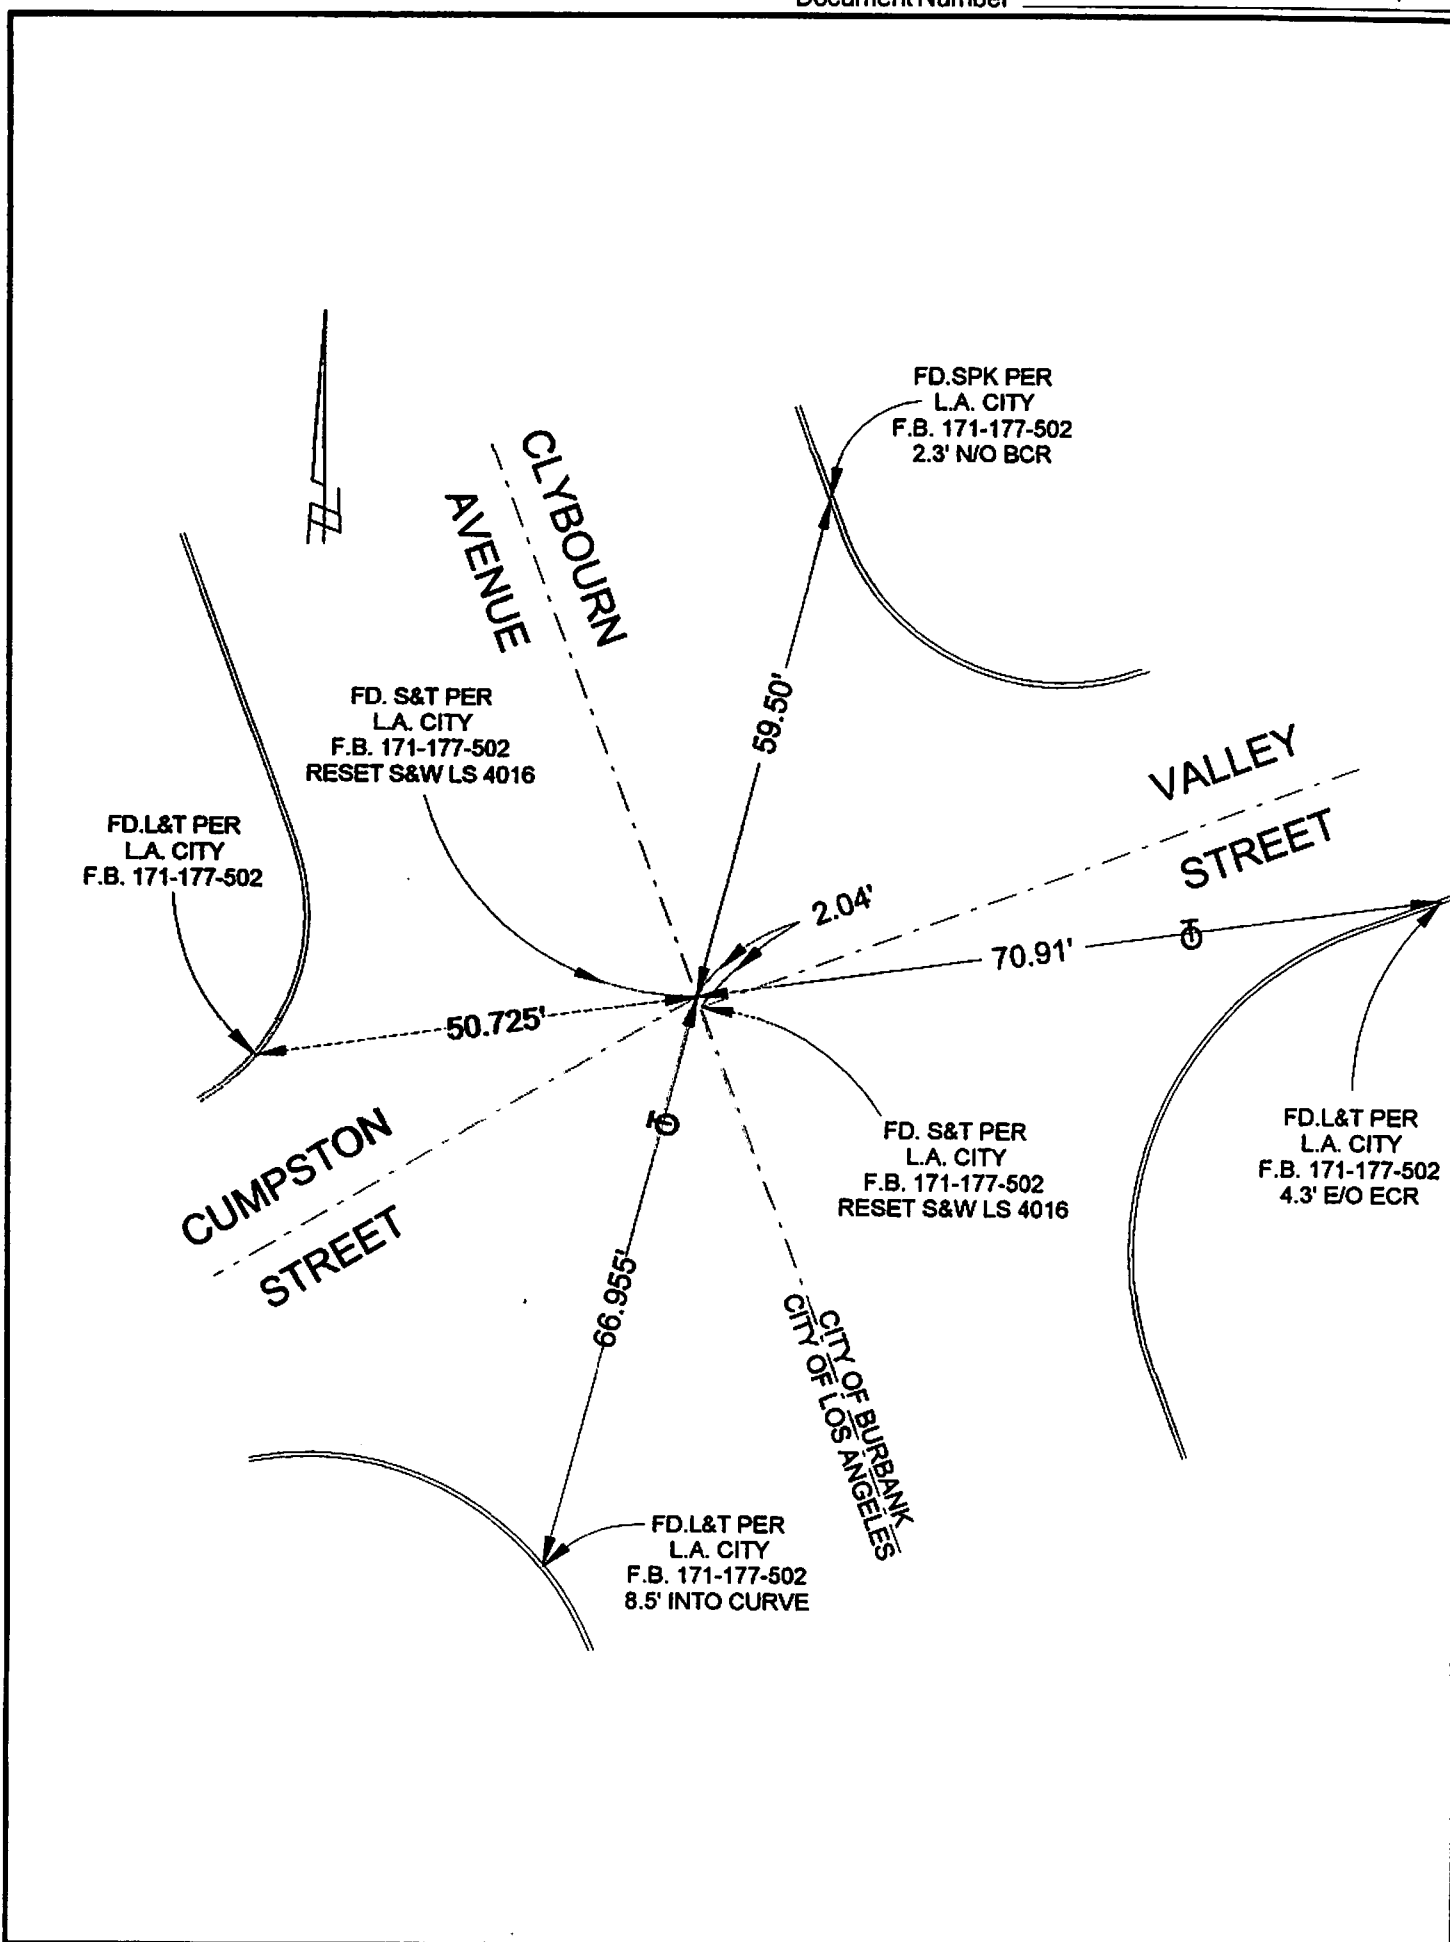 Document Number
FD.SPK PER
L.A. CITY
F.B. 171-177-502
2.3' N/O BCR
CLYBOURN
AVENUE
59.50'
FD. S&T PER
L.A. CITY
F.B. 171-177-502
RESET S&W LS 4016
VALLEY
STREET
FD.L&T PER
L.A. CITY
F.B. 171-177-502
2.04'
70.91'
50.725'
CUMPSTON
STREET
FD. S&T PER
L.A. CITY
F.B. 171-177-502
RESET S&W LS 4016
FD.L&T PER
L.A. CITY
F.B. 171-177-502
4.3' E/O ECR
66.955'
CITY OF BURBANK
CITY OF LOS ANGELES
FD.L&T PER
L.A. CITY
F.B. 171-177-502
8.5' INTO CURVE